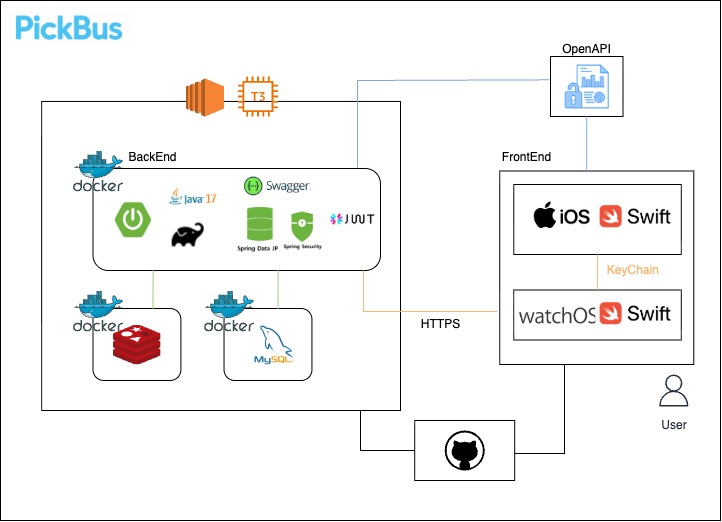 PickBus
OpenAPI
T3
BackEnd
FrontEnd
docker
Java 17
Swagger
JWT
Spring Data JP
Spring Security
iOS Swift
KeyChain
watchOS Swift
docker
docker
MySQL
HTTPS
User